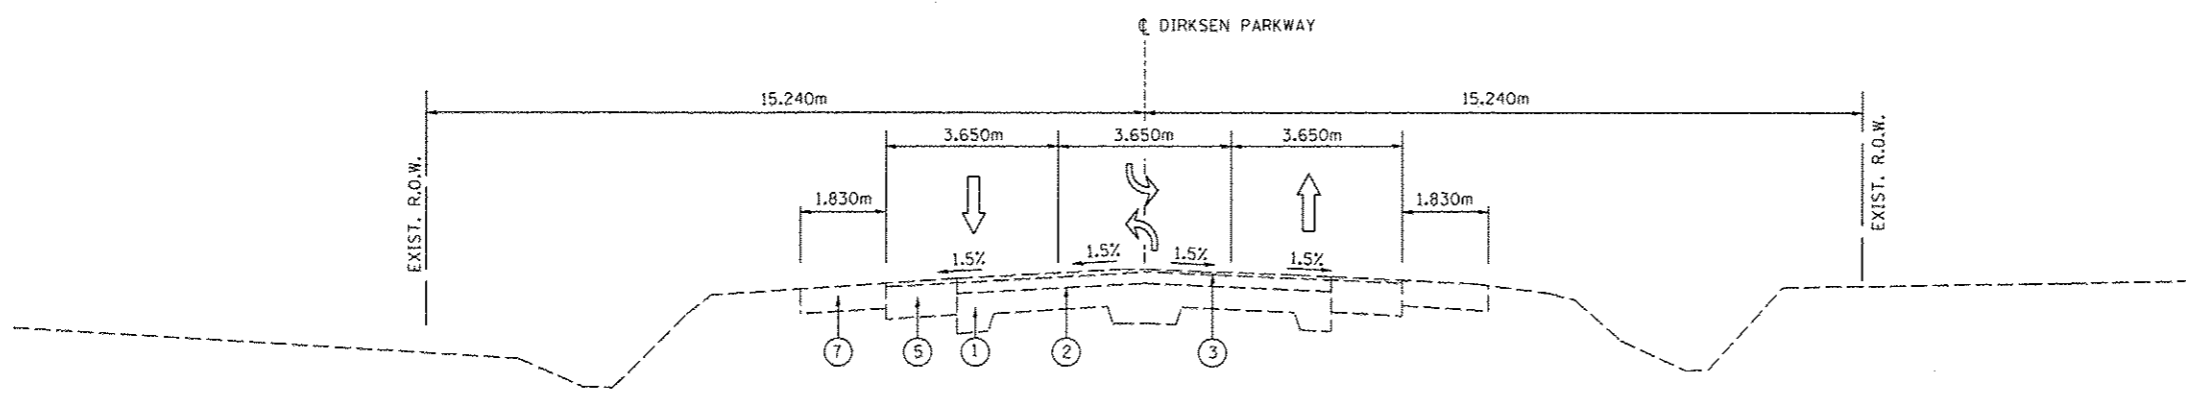 ℄ DIRKSEN PARKWAY
15.240m 15.240m
3.650m 3.650m 3.650m
EXIST. R.O.W. EXIST. R.O.W.
1.830m 1.830m
1.5% 1.5% 1.5% 1.5%
7 5 1 2 3